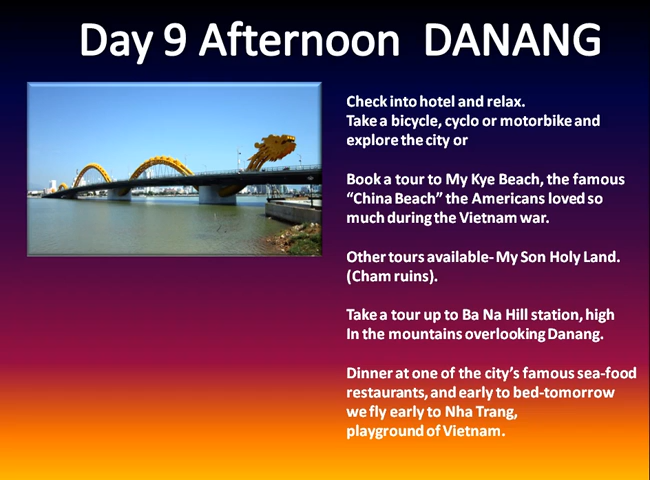 Day 9 Afternoon DANANG
Check into hotel and relax.
Take a bicycle, cyclo or motorbike and
explore the city or
Book a tour to My Kye Beach, the famous
“China Beach” the Americans loved so
much during the Vietnam war.
Other tours available- My Son Holy Land.
(Cham ruins).
Take a tour up to Ba Na Hill station, high
In the mountains overlooking Danang.
Dinner at one of the city’s famous sea-food
restaurants, and early to bed-tomorrow
we fly early to Nha Trang,
playground of Vietnam.